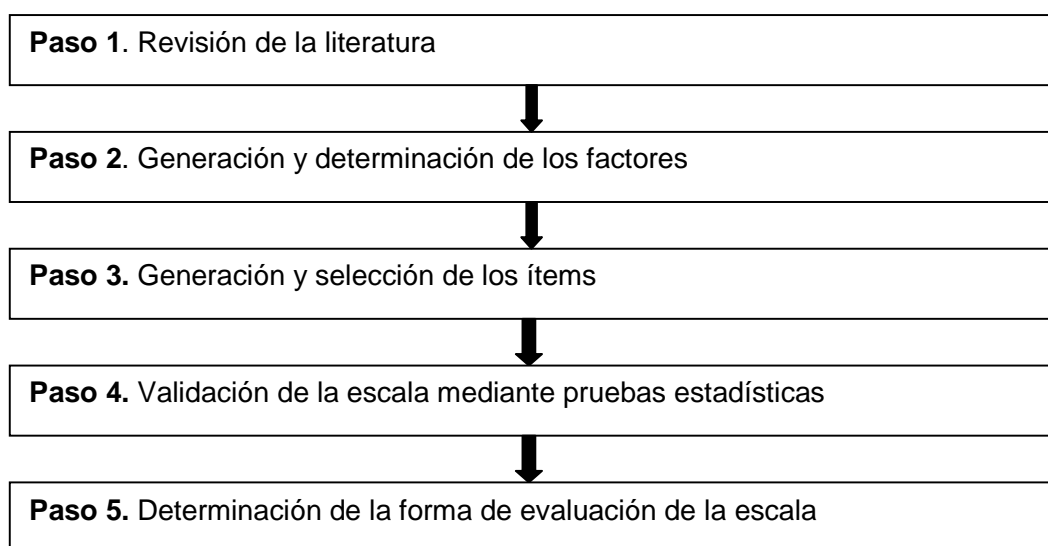 Paso 1. Revisión de la literatura
Paso 2. Generación y determinación de los factores
Paso 3. Generación y selección de los ítems
Paso 4. Validación de la escala mediante pruebas estadísticas
Paso 5. Determinación de la forma de evaluación de la escala